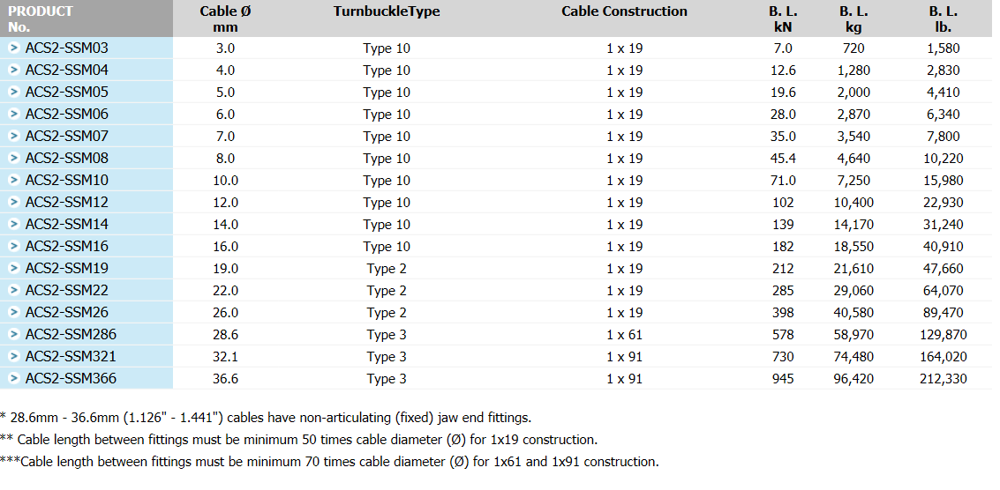 PRODUCT No. Cable Ø mm TurnbuckleType Cable Construction B. L. kN B. L. kg B. L. lb.
ACS2-SSM03 3.0 Type 10 1 x 19 7.0 720 1,580
ACS2-SSM04 4.0 Type 10 1 x 19 12.6 1,280 2,830
ACS2-SSM05 5.0 Type 10 1 x 19 19.6 2,000 4,410
ACS2-SSM06 6.0 Type 10 1 x 19 28.0 2,870 6,340
ACS2-SSM07 7.0 Type 10 1 x 19 35.0 3,540 7,800
ACS2-SSM08 8.0 Type 10 1 x 19 45.4 4,640 10,220
ACS2-SSM10 10.0 Type 10 1 x 19 71.0 7,250 15,980
ACS2-SSM12 12.0 Type 10 1 x 19 102 10,400 22,930
ACS2-SSM14 14.0 Type 10 1 x 19 139 14,170 31,240
ACS2-SSM16 16.0 Type 10 1 x 19 182 18,550 40,910
ACS2-SSM19 19.0 Type 2 1 x 19 212 21,610 47,660
ACS2-SSM22 22.0 Type 2 1 x 19 285 29,060 64,070
ACS2-SSM26 26.0 Type 2 1 x 19 398 40,580 89,470
ACS2-SSM286 28.6 Type 3 1 x 61 578 58,970 129,870
ACS2-SSM321 32.1 Type 3 1 x 91 730 74,480 164,020
ACS2-SSM366 36.6 Type 3 1 x 91 945 96,420 212,330
* 28.6mm - 36.6mm (1.126" - 1.441") cables have non-articulating (fixed) jaw end fittings.
** Cable length between fittings must be minimum 50 times cable diameter (Ø) for 1x19 construction.
***Cable length between fittings must be minimum 70 times cable diameter (Ø) for 1x61 and 1x91 construction.